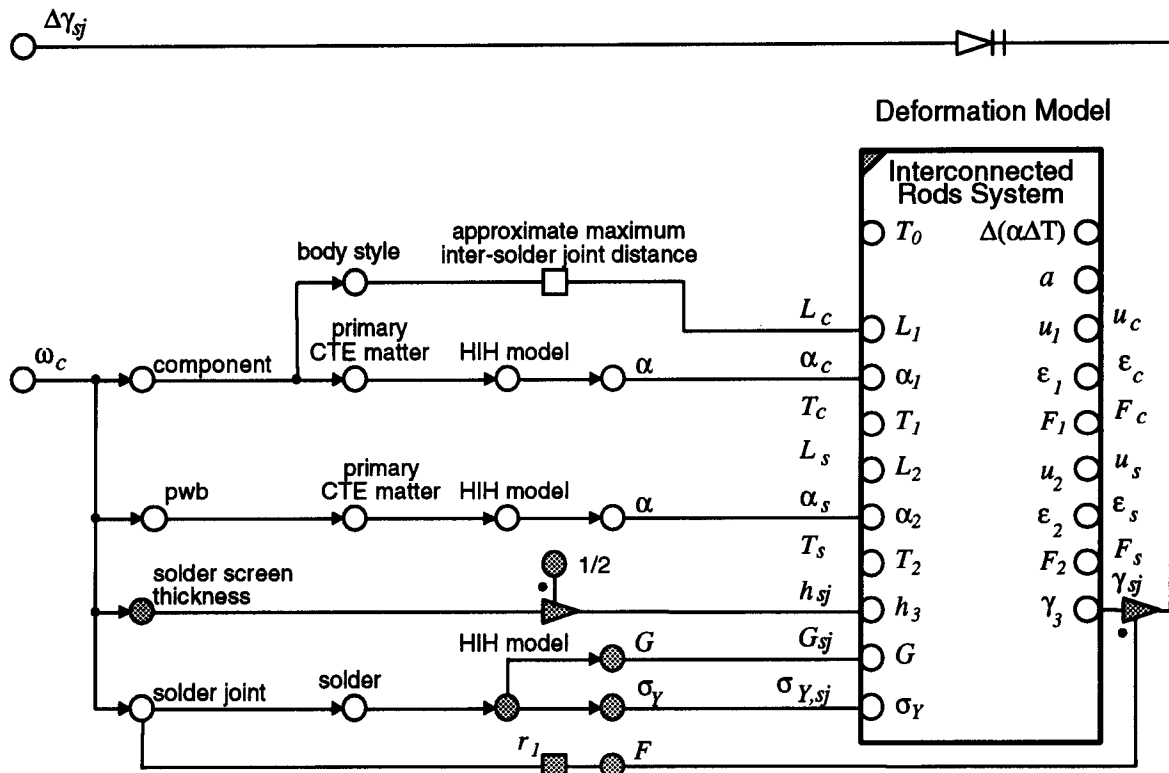 Δγsj
Deformation Model
Interconnected
Rods System
T0
Δ(αΔT)
a
body style
approximate maximum
inter-solder joint distance
Lc
L1
u1
uc
ωc
component
primary
CTE matter
HIH model
α
αc
α1
ε1
εc
Tc
T1
F1
Fc
Ls
L2
u2
us
pwb
primary
CTE matter
HIH model
α
αs
α2
ε2
εs
Ts
T2
F2
Fs
solder screen
thickness
1/2
hsj
h3
γ3
γsj
HIH model
G
Gsj
G
solder joint
solder
σY
σY,sj
σY
r1
F